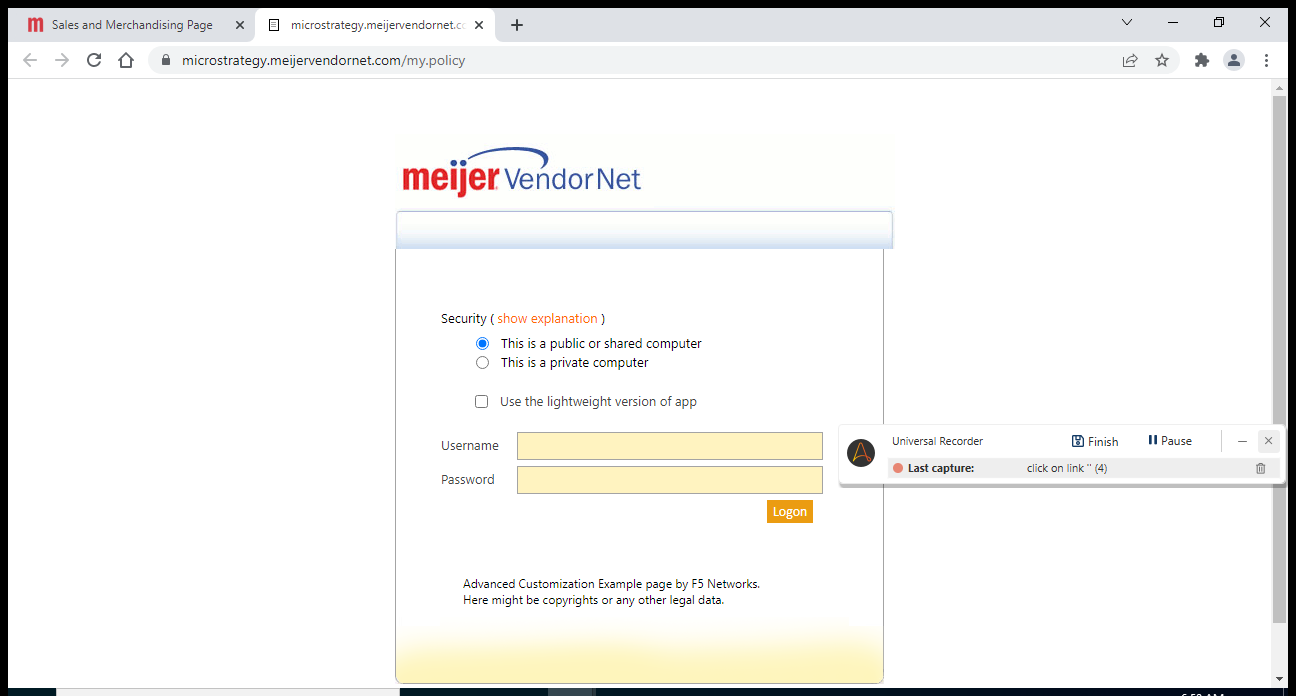 Sales and Merchandising Page
microstrategy.meijervendornet.co
microstrategy.meijervendornet.com/my.policy
meijer VendorNet
Security ( show explanation )
This is a public or shared computer
This is a private computer
Use the lightweight version of app
Username
Password
Logon
Universal Recorder
Finish
Pause
Last capture:
click on link '' (4)
Advanced Customization Example page by F5 Networks.
Here might be copyrights or any other legal data.